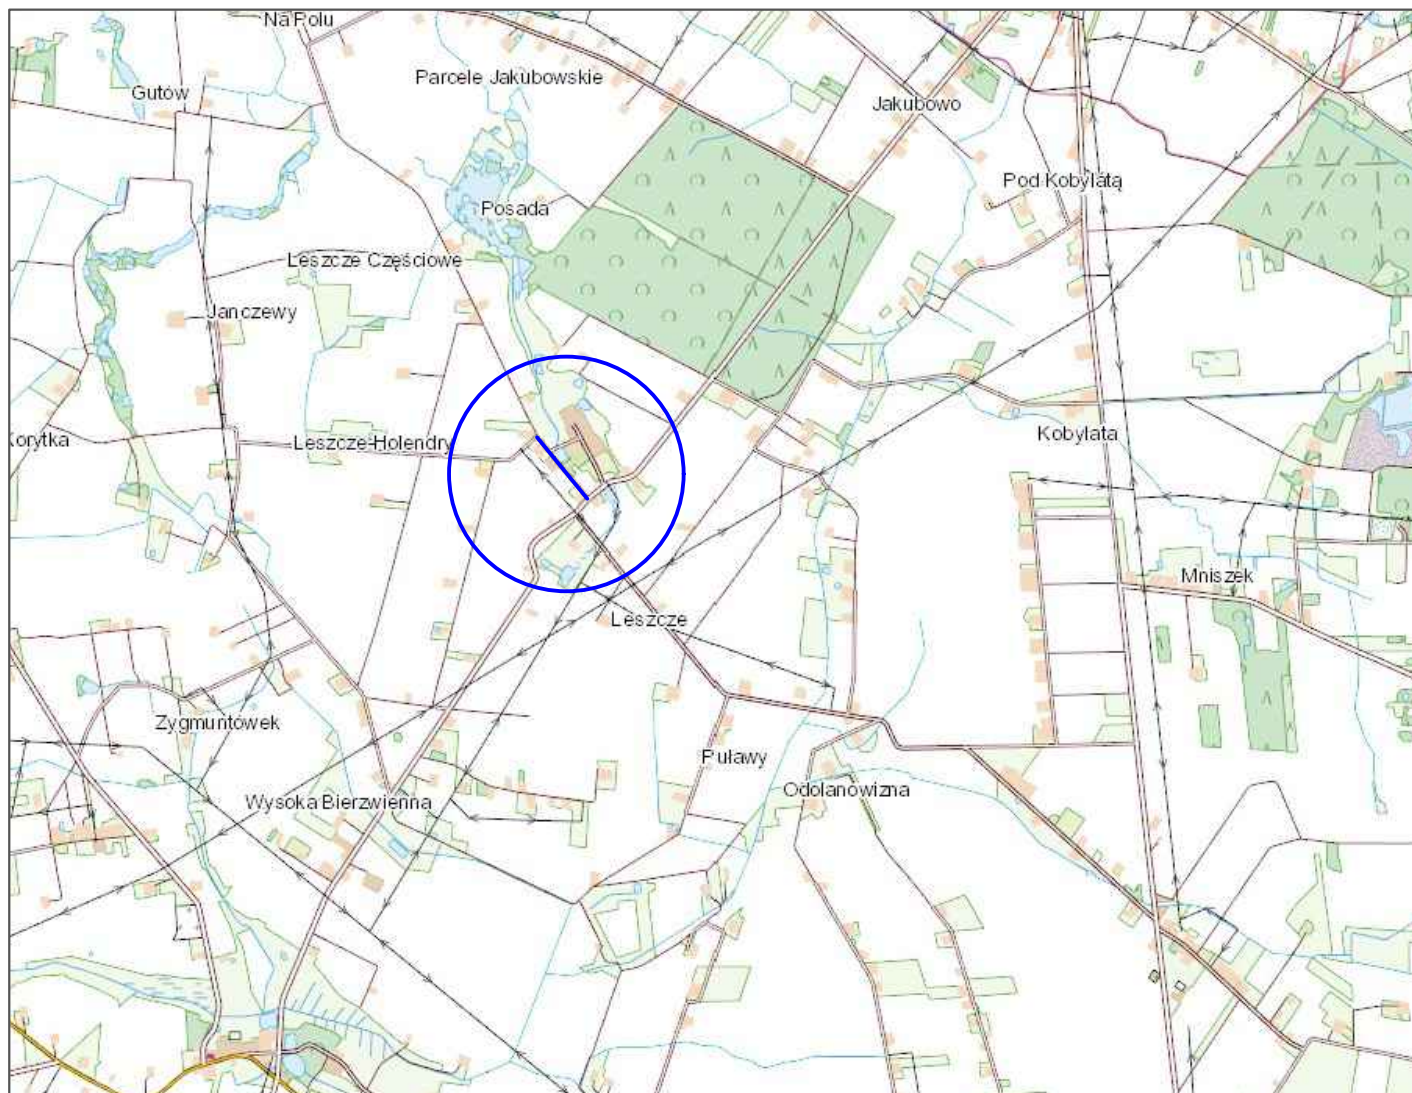 Na Polu
Parcele Jakubowskie
Gutów
Jakubowo
Pod Kobylatą
Posada
Leszcze Częściowe
Janczewy
Kobylata
Leszcze-Holendry
Korytka
Mniszek
Leszcze
Zygmuntówek
Puławy
Odolanowizna
Wysoka Bierzwienna